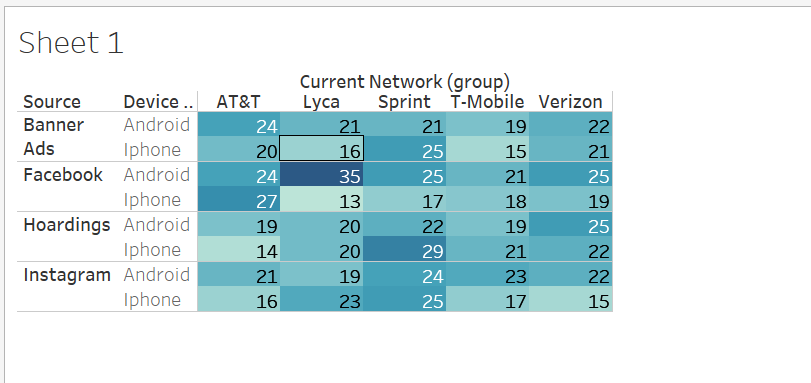 Sheet 1
Current Network (group)
Source Device .. AT&T Lyca Sprint T-Mobile Verizon
Banner Android 24 21 21 19 22
Ads Iphone 20 16 25 15 21
Facebook Android 24 35 25 21 25
Iphone 27 13 17 18 19
Hoardings Android 19 20 22 19 25
Iphone 14 20 29 21 22
Instagram Android 21 19 24 23 22
Iphone 16 23 25 17 15